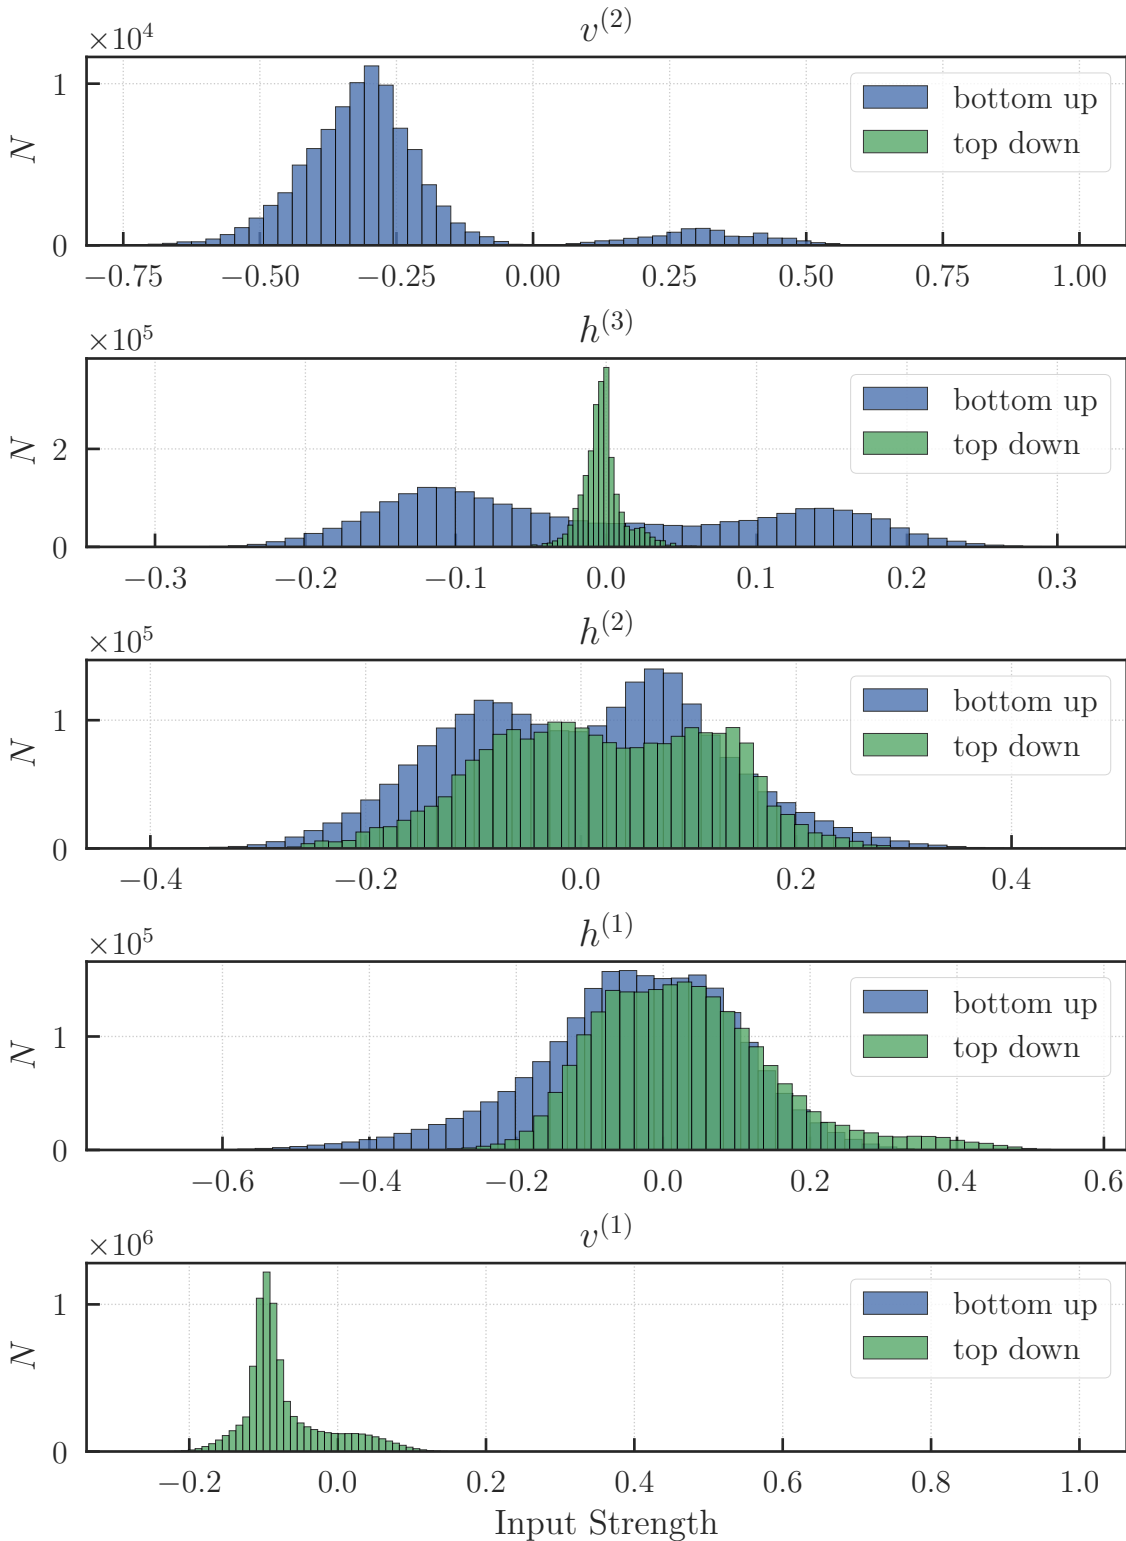 v^(2)
×10^4
N
1
0
bottom up
top down
−0.75 −0.50 −0.25 0.00 0.25 0.50 0.75 1.00
h^(3)
×10^5
N
2
0
bottom up
top down
−0.3 −0.2 −0.1 0.0 0.1 0.2 0.3
h^(2)
×10^5
N
1
0
bottom up
top down
−0.4 −0.2 0.0 0.2 0.4
h^(1)
×10^5
N
1
0
bottom up
top down
−0.6 −0.4 −0.2 0.0 0.2 0.4 0.6
v^(1)
×10^6
N
1
0
bottom up
top down
−0.2 0.0 0.2 0.4 0.6 0.8 1.0
Input Strength